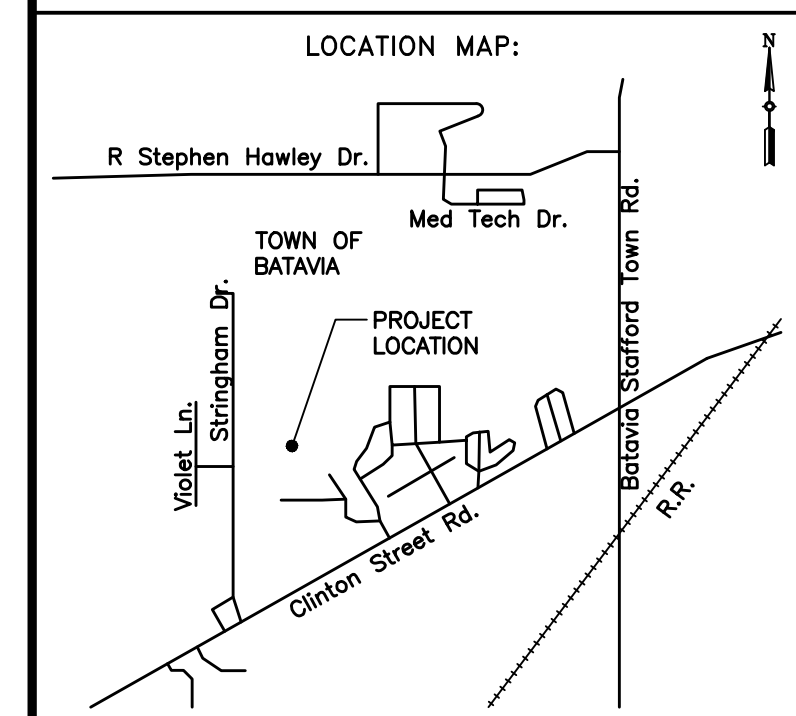 LOCATION MAP:
N
R Stephen Hawley Dr.
Med Tech Dr.
TOWN OF
BATAVIA
Batavia Stafford Town Rd.
Stringham Dr.
PROJECT
LOCATION
Violet Ln.
R.R.
Clinton Street Rd.